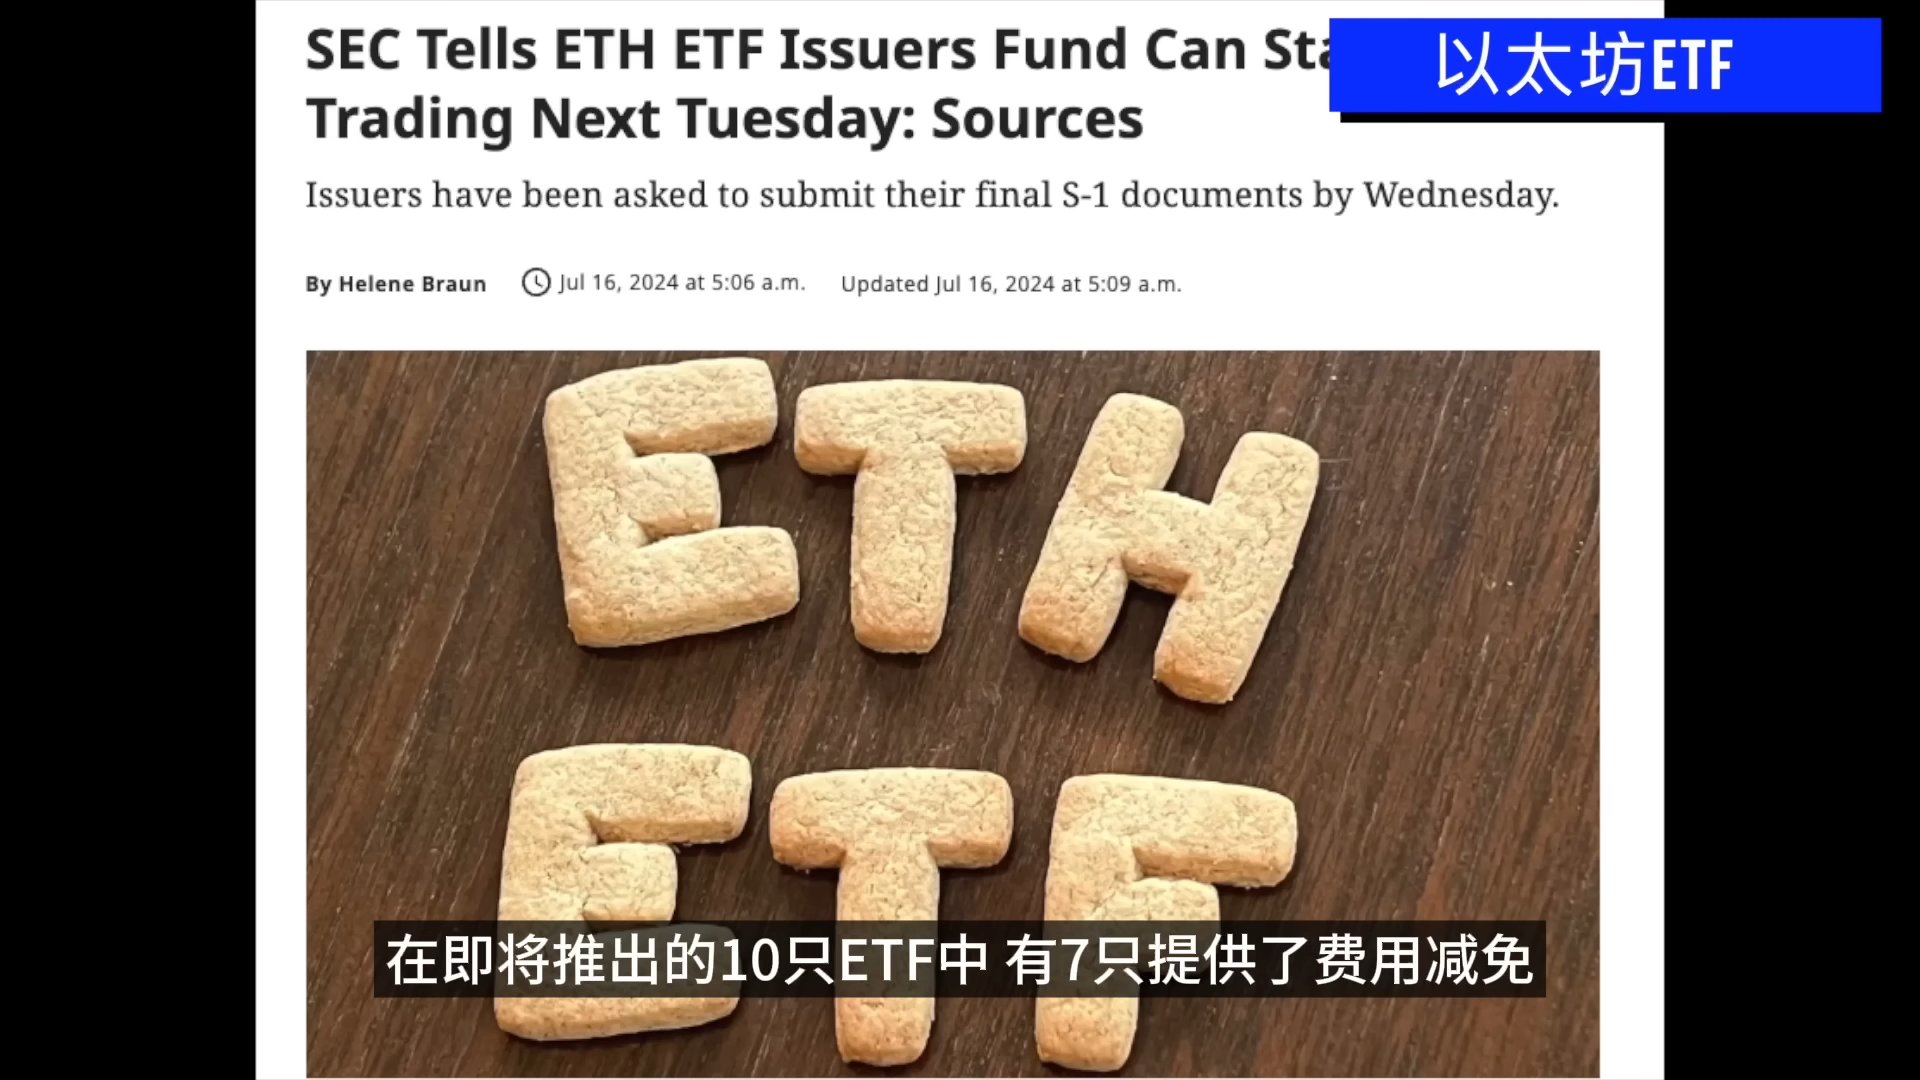 SEC Tells ETH ETF Issuers Fund Can Sta
以太坊ETF
Trading Next Tuesday: Sources
Issuers have been asked to submit their final S-1 documents by Wednesday.
By Helene Braun Jul 16, 2024 at 5:06 a.m. Updated Jul 16, 2024 at 5:09 a.m.
ETH
ETF
在即将推出的10只ETF中 有7只提供了费用减免